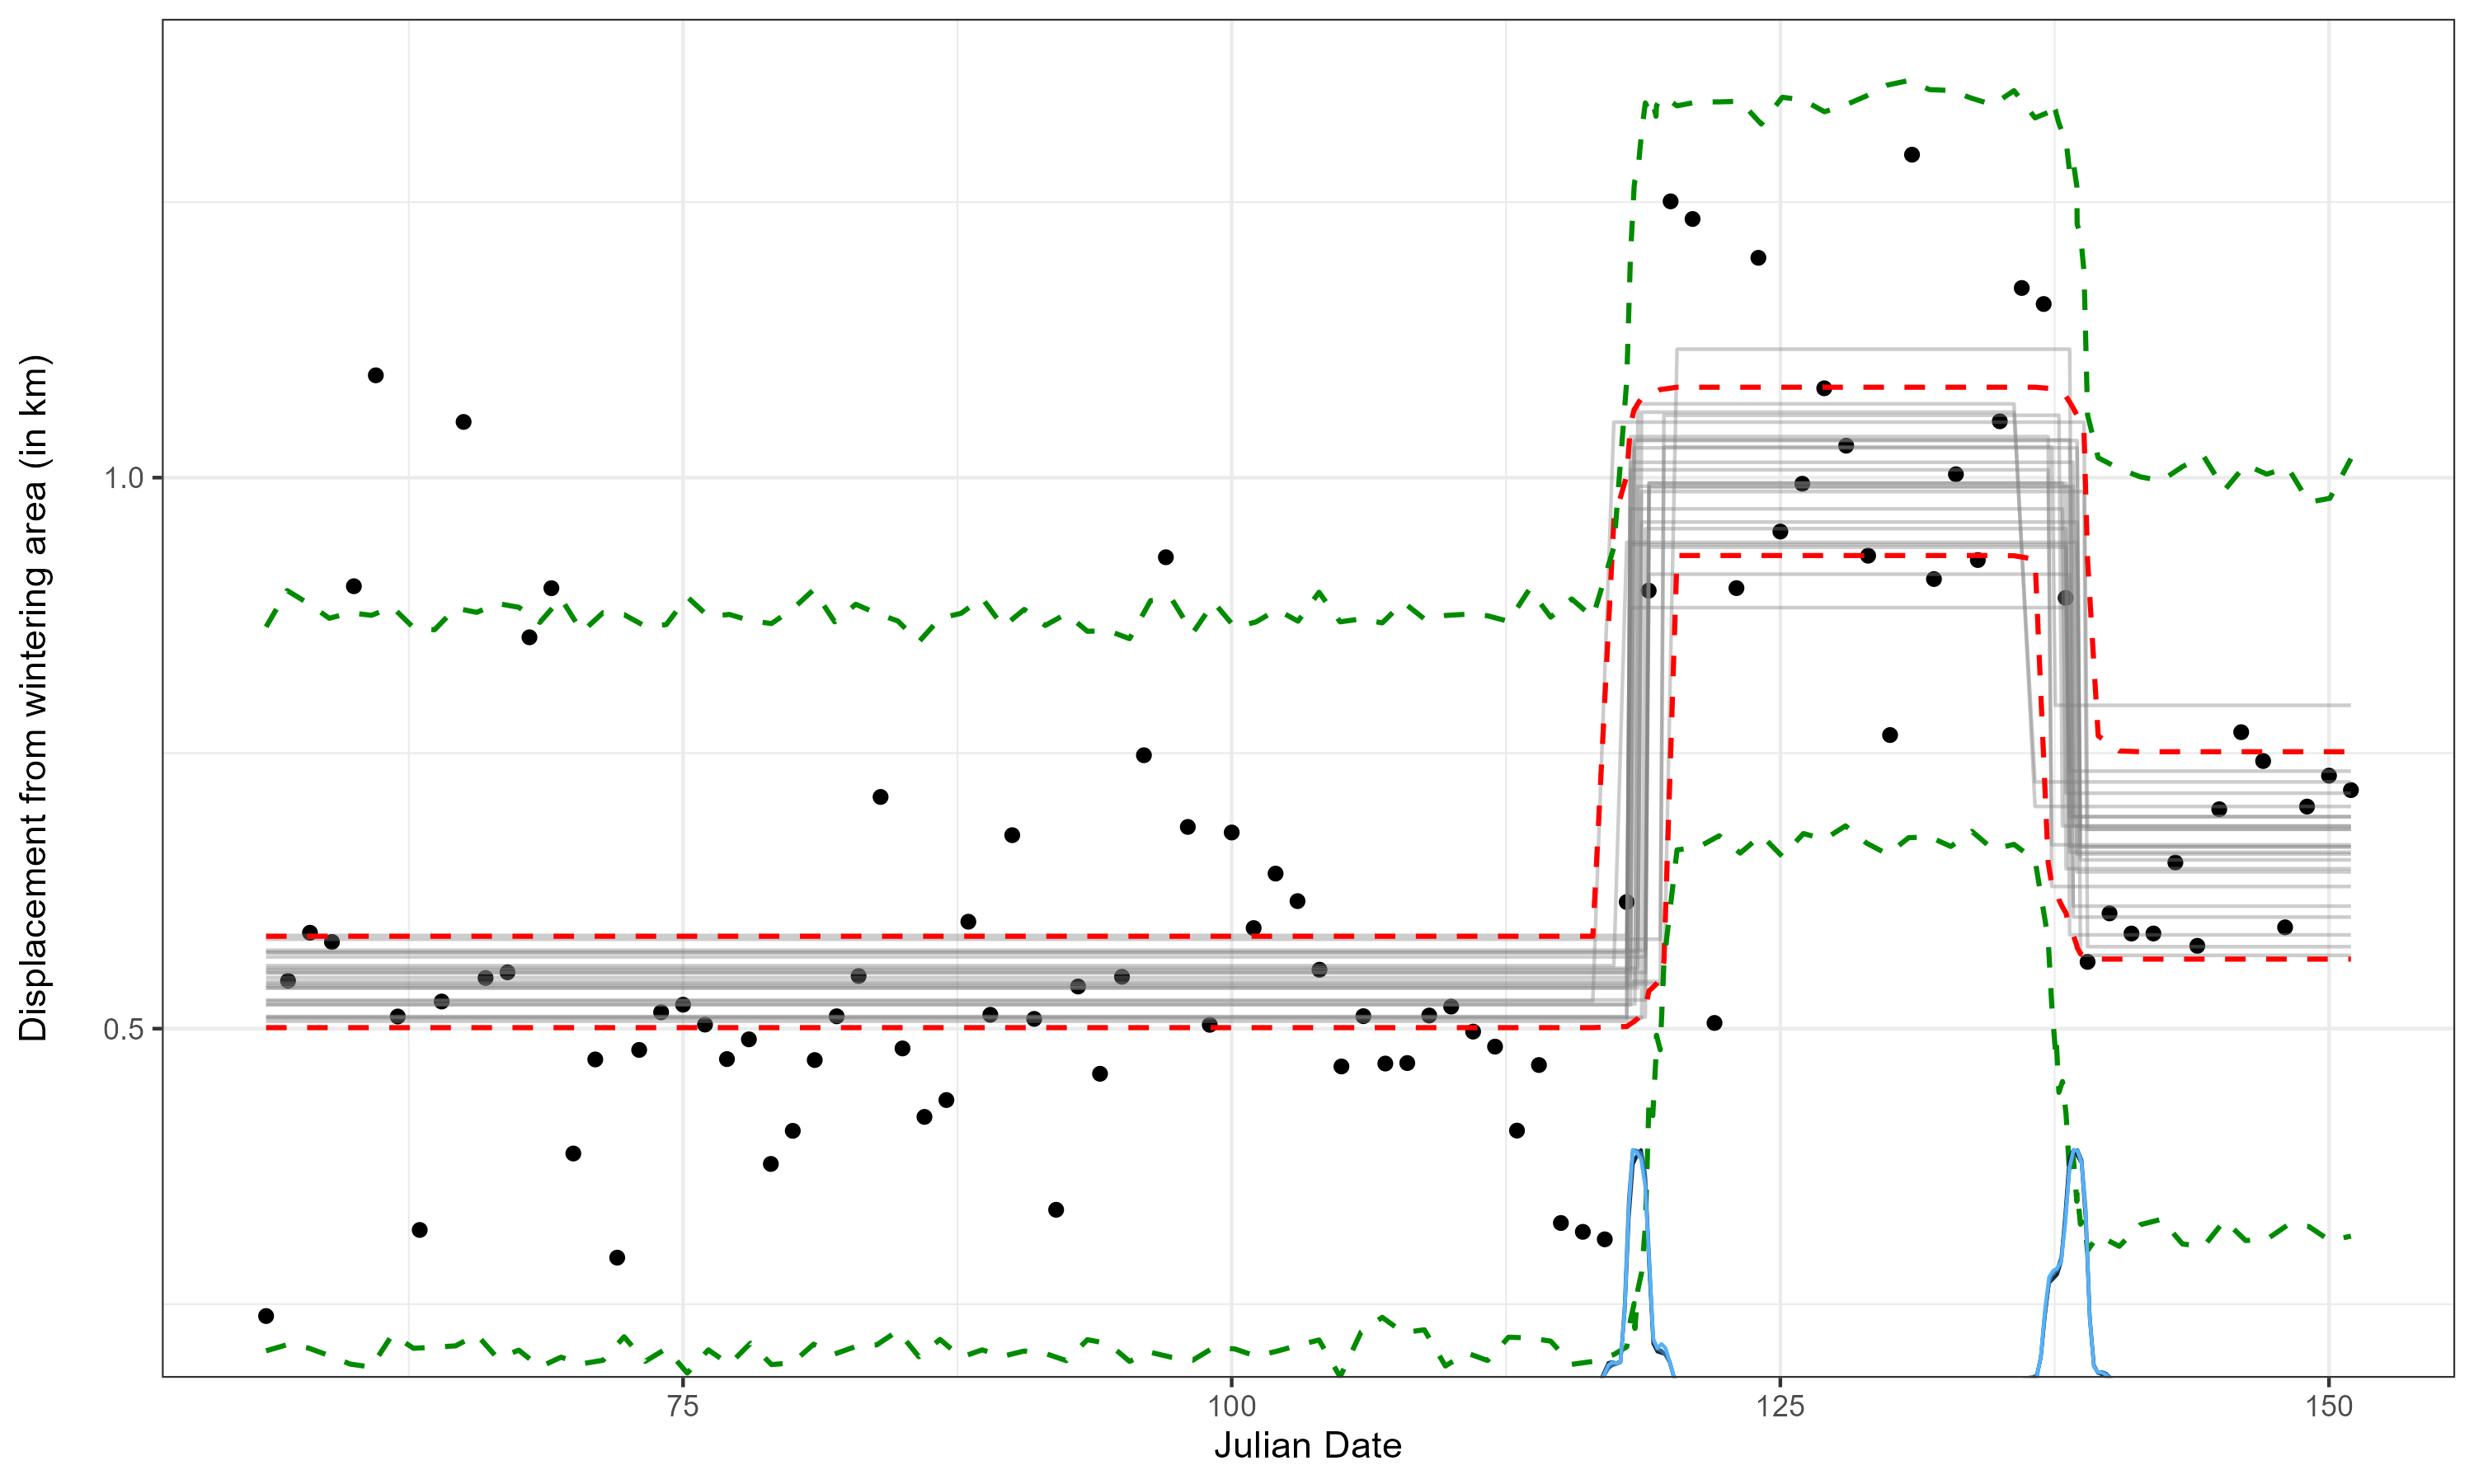 Displacement from wintering area (in km)
1.0
0.5
75 100 125 150
Julian Date